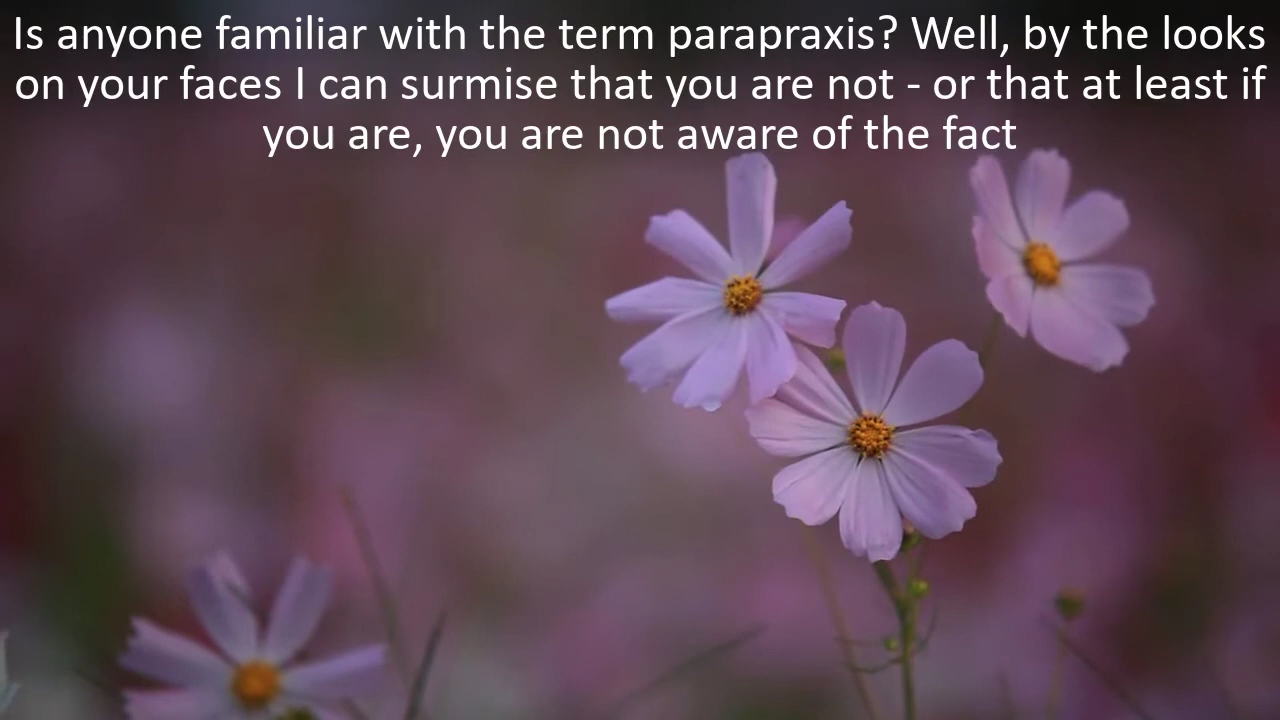 Is anyone familiar with the term parapraxis? Well, by the looks
on your faces I can surmise that you are not - or that at least if
you are, you are not aware of the fact